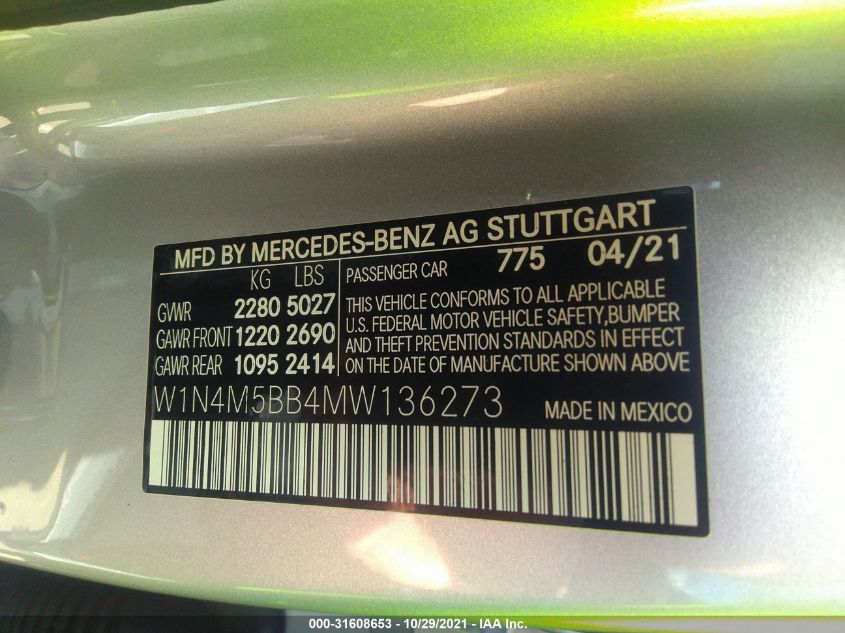 MFD BY MERCEDES-BENZ AG STUTTGART
KG LBS
GVWR 2280 5027
GAWR FRONT 1220 2690
GAWR REAR 1095 2414
PASSENGER CAR 775 04/21
THIS VEHICLE CONFORMS TO ALL APPLICABLE
U.S. FEDERAL MOTOR VEHICLE SAFETY,BUMPER
AND THEFT PREVENTION STANDARDS IN EFFECT
ON THE DATE OF MANUFACTURE SHOWN ABOVE
W1N4M5BB4MW136273 MADE IN MEXICO
000-31608653 - 10/29/2021 - IAA Inc.